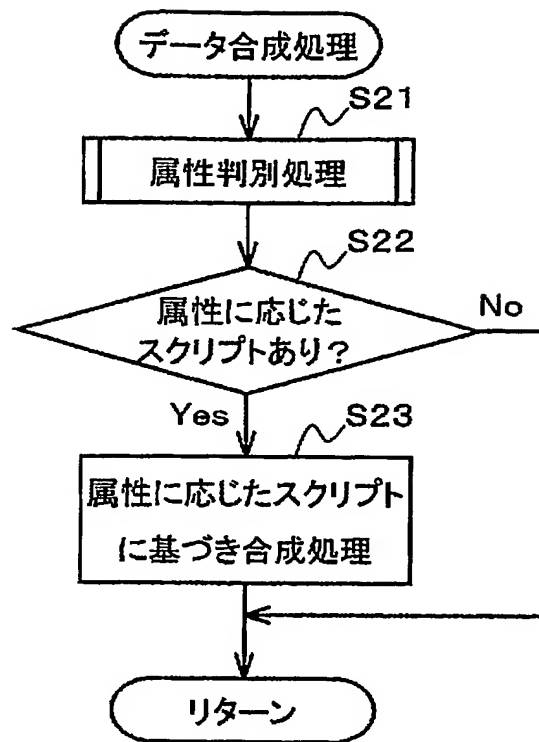 データ合成処理
S21
属性判別処理
S22
属性に応じた
スクリプトあり？
No
Yes
S23
属性に応じたスクリプト
に基づき合成処理
リターン